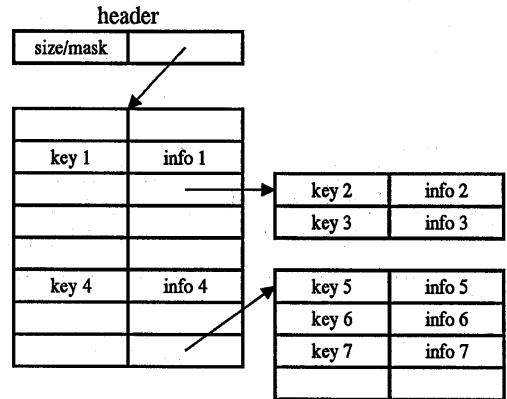 header
size/mask
key 1 info 1
key 2 info 2
key 3 info 3
key 4 info 4
key 5 info 5
key 6 info 6
key 7 info 7